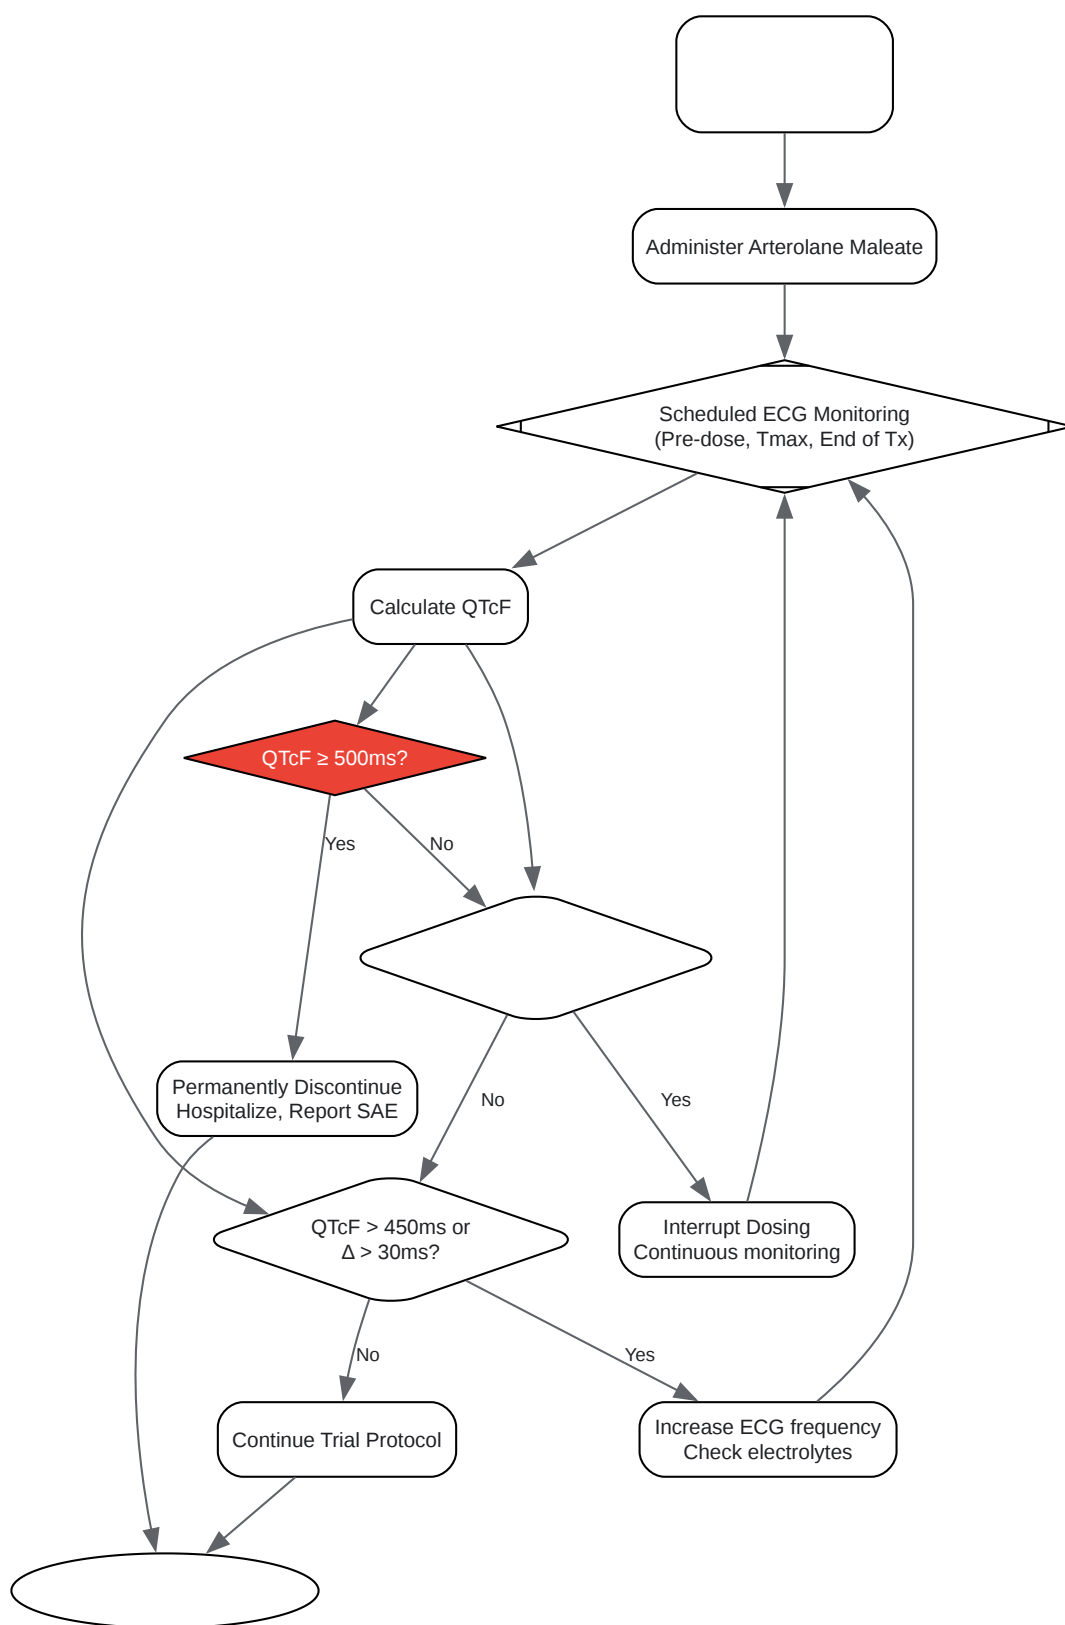 Administer Arterolane Maleate
Scheduled ECG Monitoring
(Pre-dose, Tmax, End of Tx)
Calculate QTcF
QTcF ≥ 500ms?
Yes
No
Permanently Discontinue
Hospitalize, Report SAE
No
Yes
QTcF > 450ms or
Δ > 30ms?
Interrupt Dosing
Continuous monitoring
No
Yes
Continue Trial Protocol
Increase ECG frequency
Check electrolytes